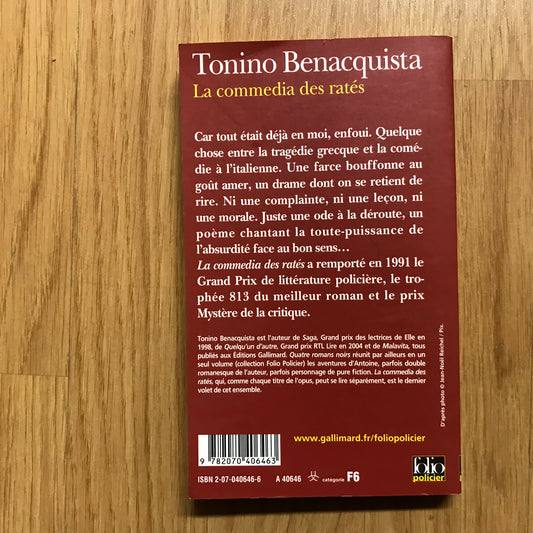 Tonino Benacquista
La commedia des ratés
Car tout était déjà en moi, enfoui. Quelque
chose entre la tragédie grecque et la comé-
die à l'italienne. Une farce bouffonne au
goût amer, un drame dont on se retient de
rire. Ni une complainte, ni une leçon, ni
une morale. Juste une ode à la déroute, un
poème chantant la toute-puissance de
l'absurdité face au bon sens...
La commedia des ratés a remporté en 1991 le
Grand Prix de littérature policière, le tro-
phée 813 du meilleur roman et le prix
Mystère de la critique.
Tonino Benacquista est l'auteur de Saga, Grand prix des lectrices de Elle en
1998, de Quelqu'un d'autre, Grand prix RTL Lire en 2004 et de Malavita, tous
publiés aux Éditions Gallimard. Quatre romans noirs réunit par ailleurs en un
seul volume (collection Folio Policier) les aventures d'Antoine, parfois double
romanesque de l'auteur, parfois personnage de pure fiction. La commedia des
ratés, qui, comme chaque titre de l'opus, peut se lire séparément, est le dernier
volet de cet ensemble.
D'après photo © Jean-Noël Reichel / Pix.
www.gallimard.fr/foliopolicier
9 782070 406463
ISBN 2-07-040646-6 A 40646 catégorie F6
folio
policier